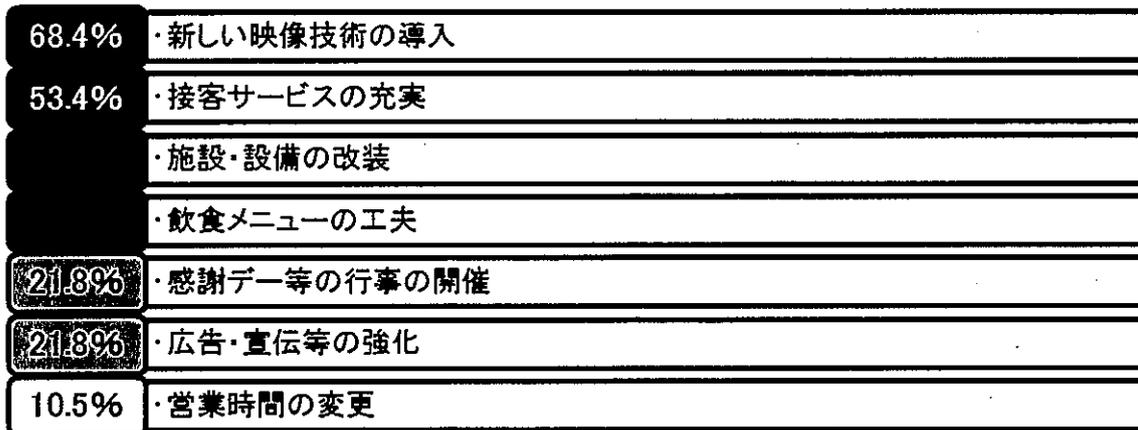 68.4% ・新しい映像技術の導入
53.4% ・接客サービスの充実
・施設・設備の改装
・飲食メニューの工夫
21.8% ・感謝デー等の行事の開催
21.8% ・広告・宣伝等の強化
10.5% ・営業時間の変更